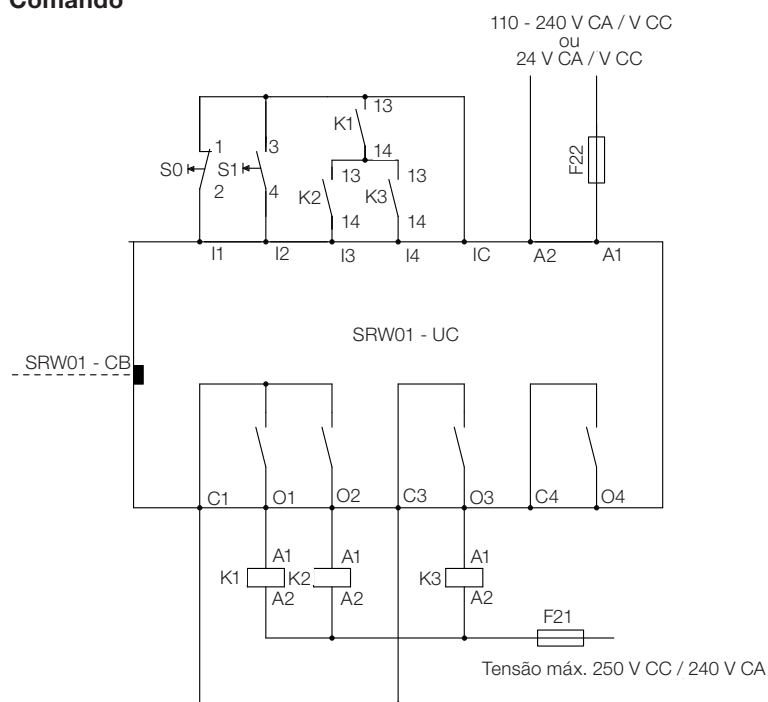 Comando
110 - 240 V CA / V CC
ou
24 V CA / V CC
13
K1
14
1
S0
2
3
S1
4
13
K2
14
13
K3
14
F22
I1
I2
I3
I4
IC
A2
A1
SRW01 - UC
SRW01 - CB
C1
O1
O2
C3
O3
C4
O4
A1
K1
A2
A1
K2
A2
A1
K3
A2
F21
Tensão máx. 250 V CC / 240 V CA